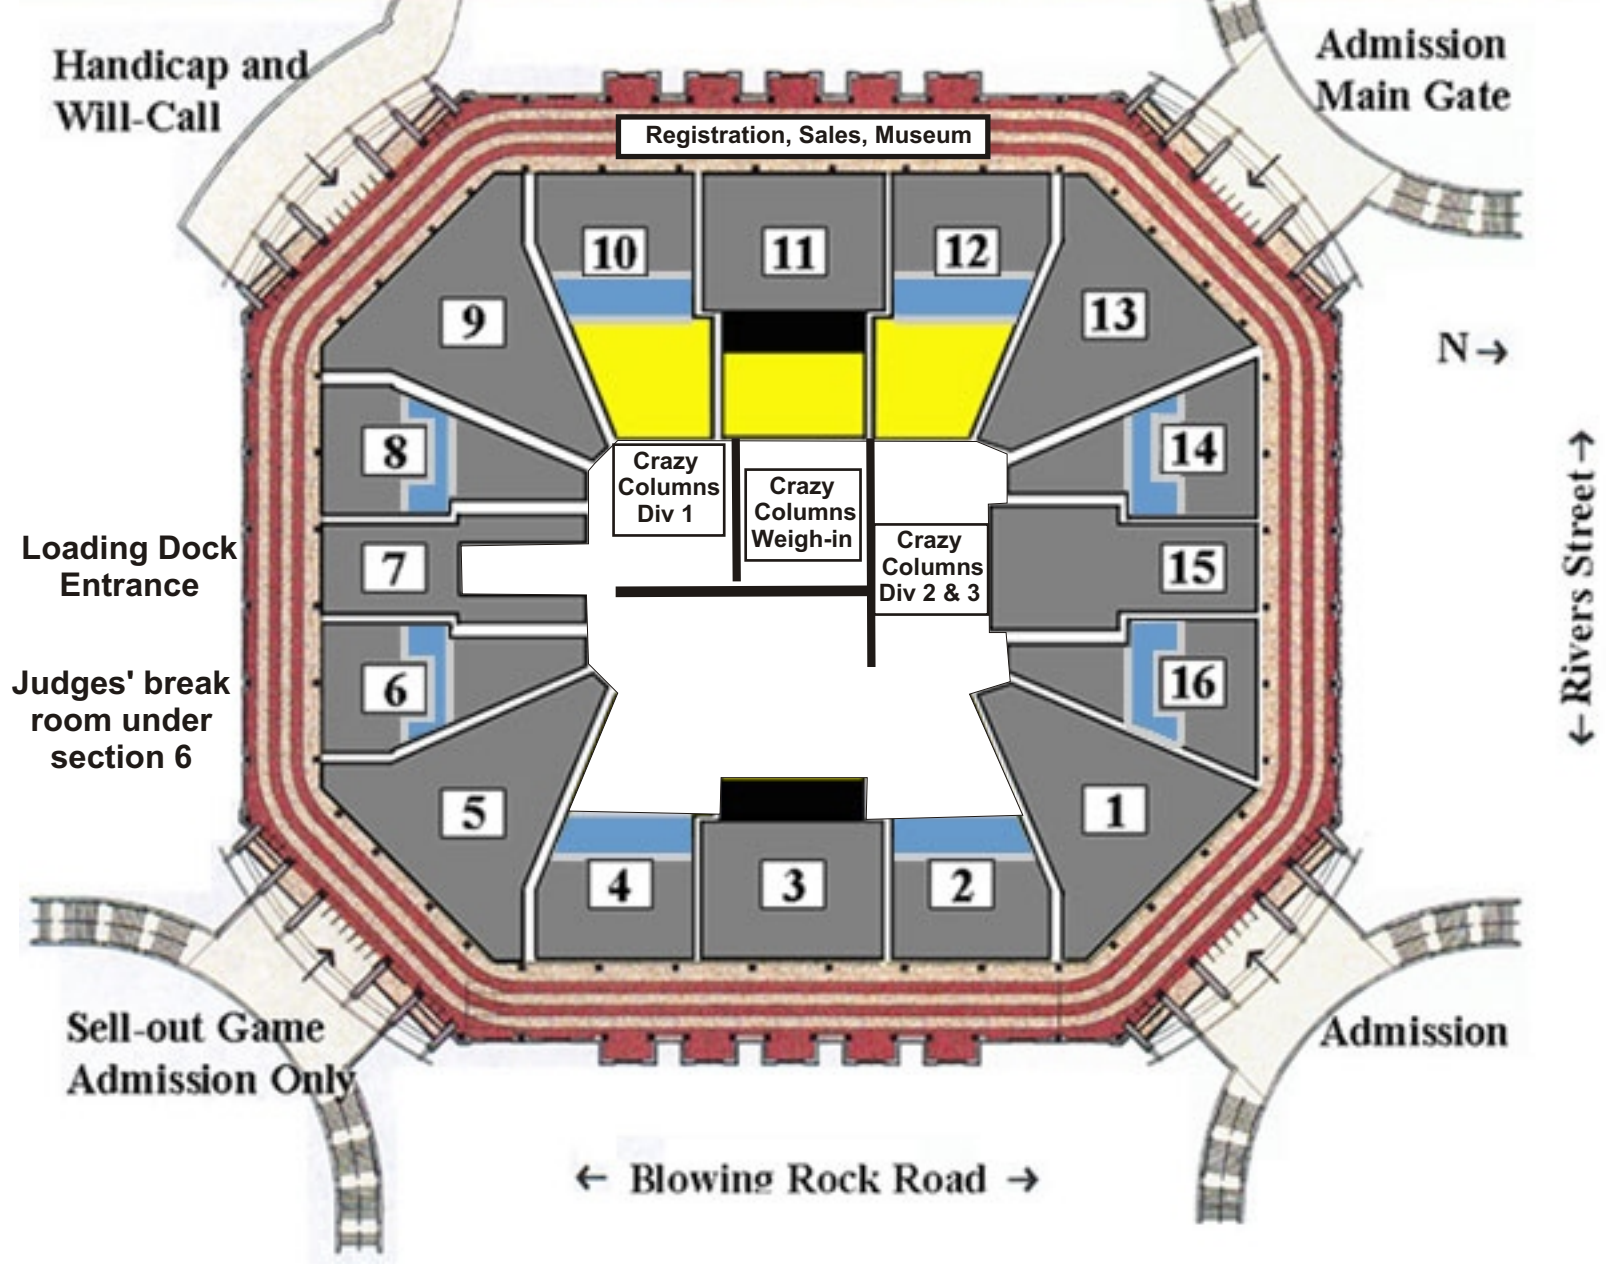 Handicap and
Will-Call
Admission
Main Gate
Registration, Sales, Museum
10
11
12
9
13
N→
8
14
Crazy
Columns
Div 1
Crazy
Columns
Weigh-in
Crazy
Columns
Div 2 & 3
Loading Dock
Entrance
7
15
← Rivers Street →
Judges' break
room under
section 6
6
16
5
1
4
3
2
Sell-out Game
Admission Only
Admission
← Blowing Rock Road →